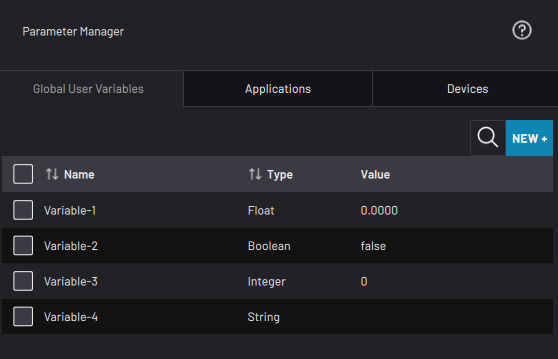 Parameter Manager
Global User Variables Applications Devices
NEW +
Name Type Value
Variable-1 Float 0.0000
Variable-2 Boolean false
Variable-3 Integer 0
Variable-4 String